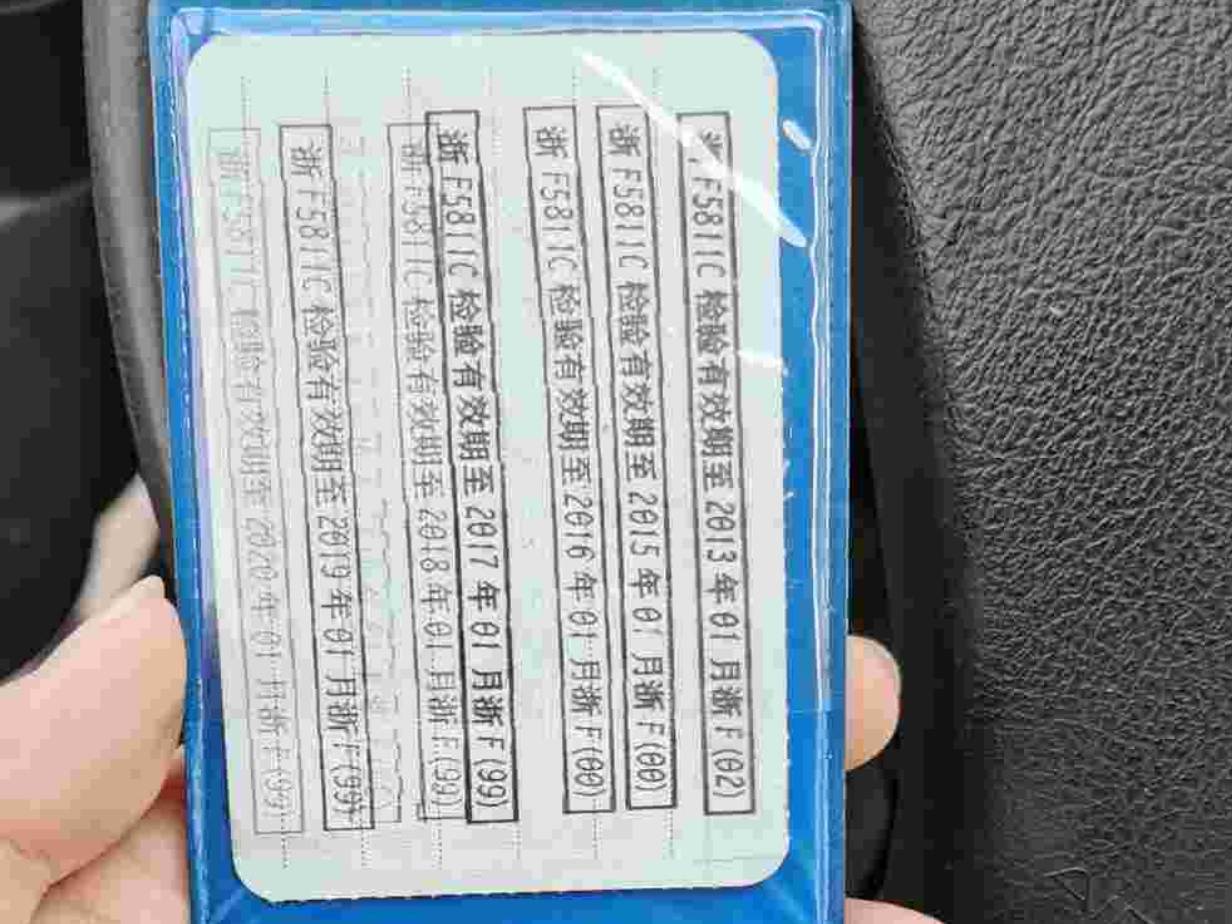 浙F5811C检验有效期至2013年01月浙F(02)
浙F5811C检验有效期至2015年01月浙F(00)
浙F5811C检验有效期至2016年01月浙F(00)
浙F5811C检验有效期至2017年01月浙F(99)
浙F5811C检验有效期至2018年01月浙F(99)
浙F5811C检验有效期至2019年01月浙F(99)
浙F5811C检验有效期至2020年01月浙F(99)